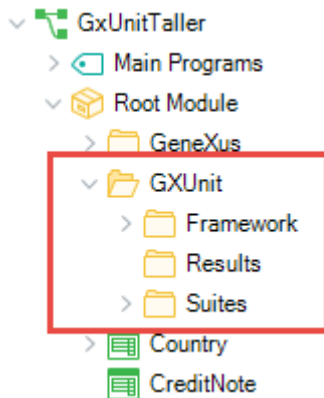 GxUnitTaller
Main Programs
Root Module
GeneXus
GXUnit
Framework
Results
Suites
Country
CreditNote